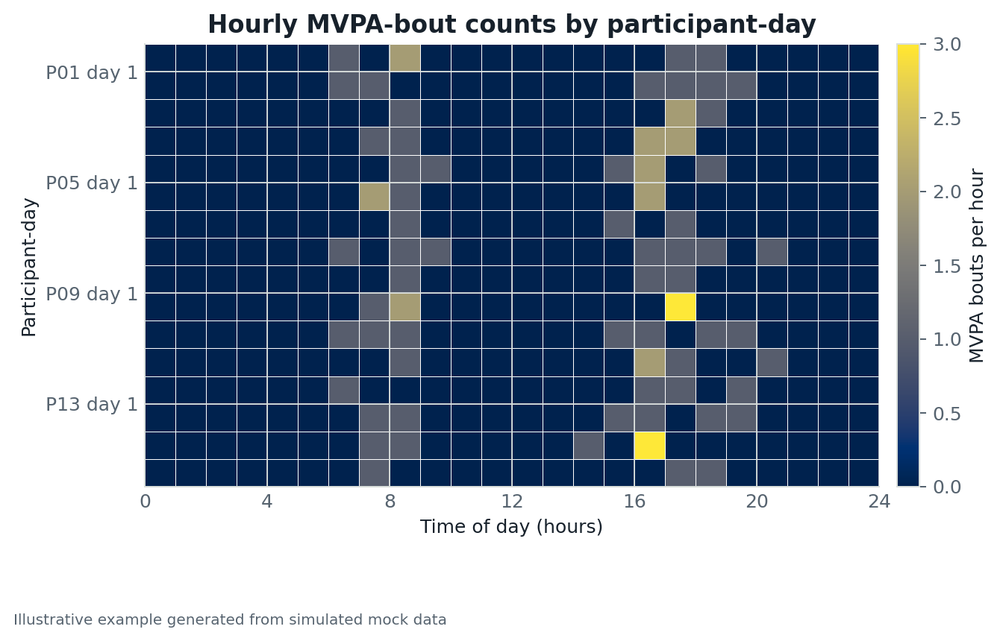 Hourly MVPA-bout counts by participant-day
P01 day 1
P05 day 1
P09 day 1
P13 day 1
Participant-day
0 4 8 12 16 20 24
Time of day (hours)
3.0
2.5
2.0
1.5
1.0
0.5
0.0
MVPA bouts per hour
Illustrative example generated from simulated mock data